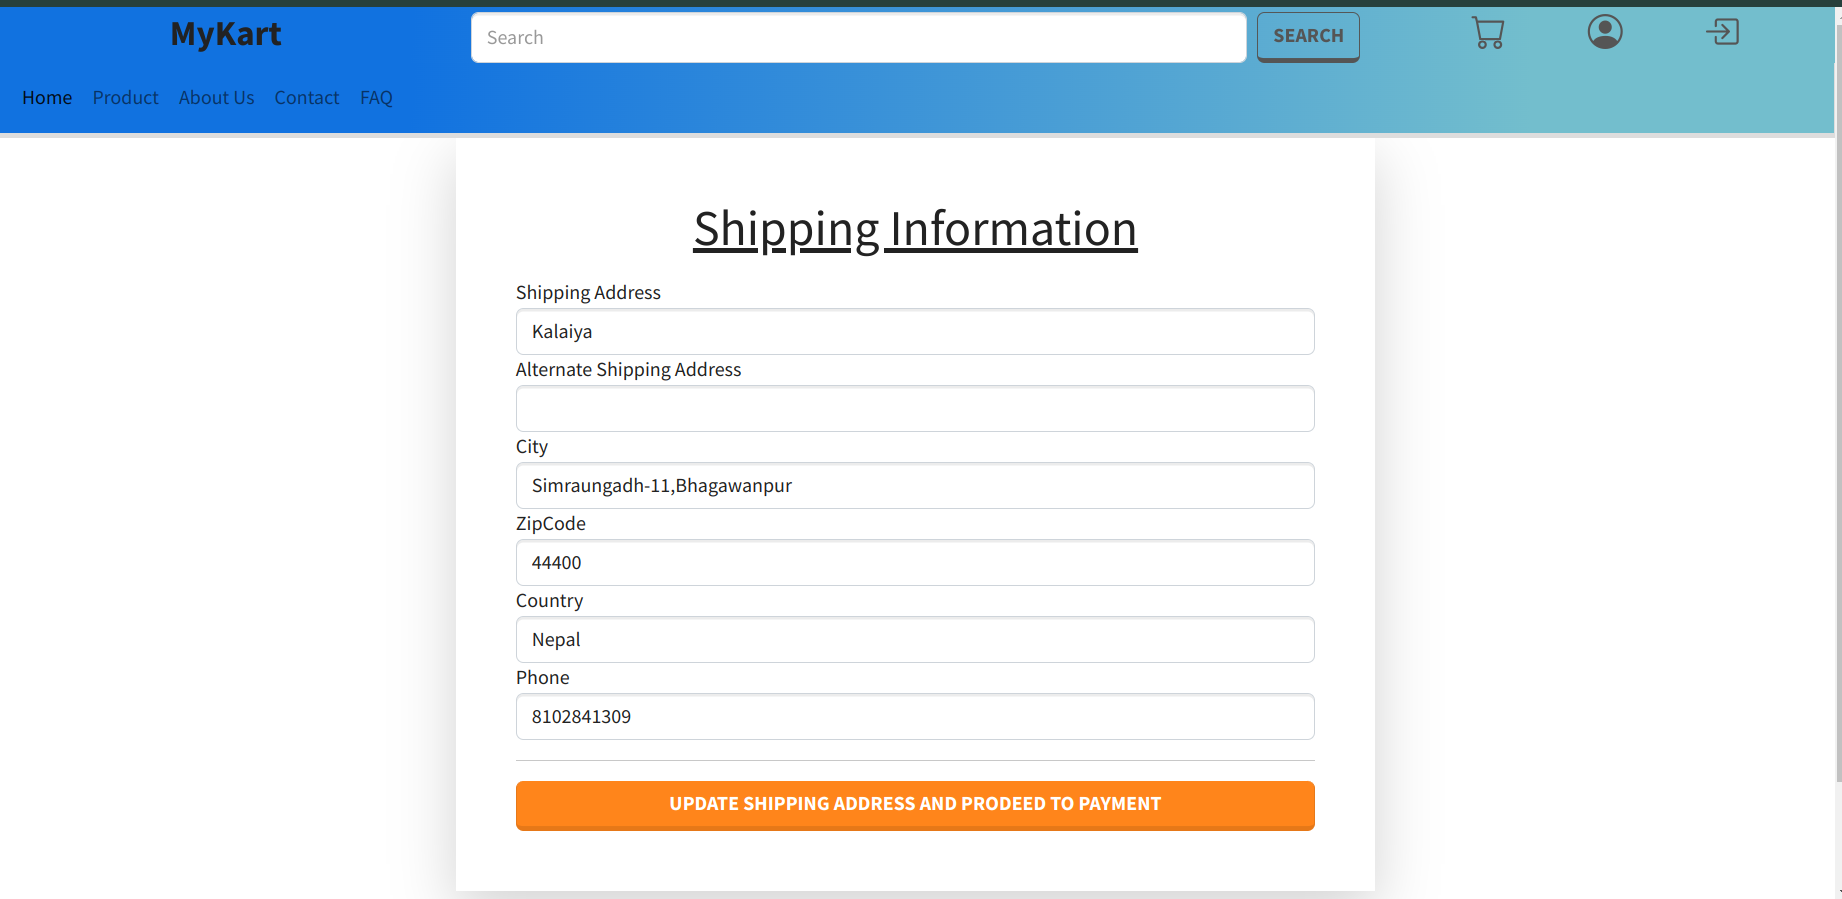 MyKart
Search
SEARCH
Home Product About Us Contact FAQ
Shipping Information
Shipping Address
Kalaiya
Alternate Shipping Address
City
Simraungadh-11,Bhagawanpur
ZipCode
44400
Country
Nepal
Phone
8102841309
UPDATE SHIPPING ADDRESS AND PRODEED TO PAYMENT